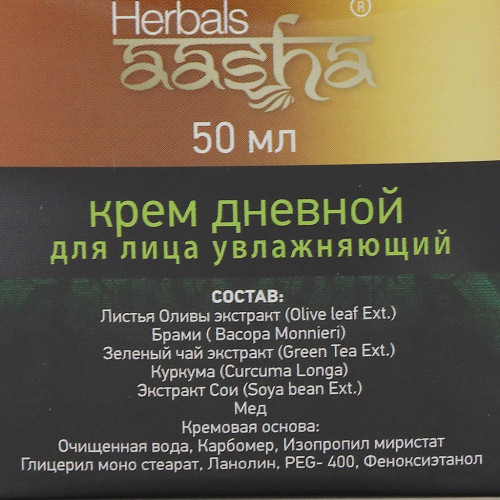 Herbals ®
aasha
50 мл
крем дневной
для лица увлажняющий
СОСТАВ:
Листья Оливы экстракт (Olive leaf Ext.)
Брами ( Bacopa Monnieri)
Зеленый чай экстракт (Green Tea Ext.)
Куркума (Curcuma Longa)
Экстракт Сои (Soya bean Ext.)
Мед
Кремовая основа:
Очищенная вода, Карбомер, Изопропил миристат
Глицерил моно стеарат, Ланолин, PEG- 400, Феноксиэтанол